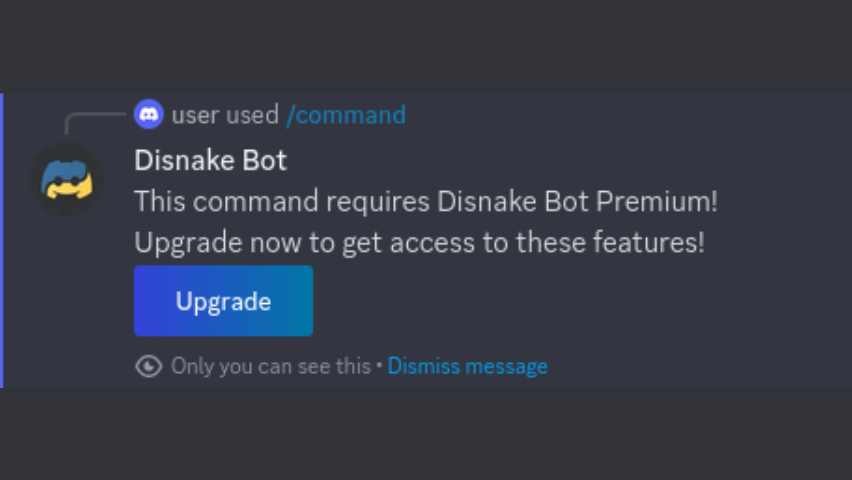 user used /command
Disnake Bot
This command requires Disnake Bot Premium!
Upgrade now to get access to these features!
Upgrade
Only you can see this • Dismiss message